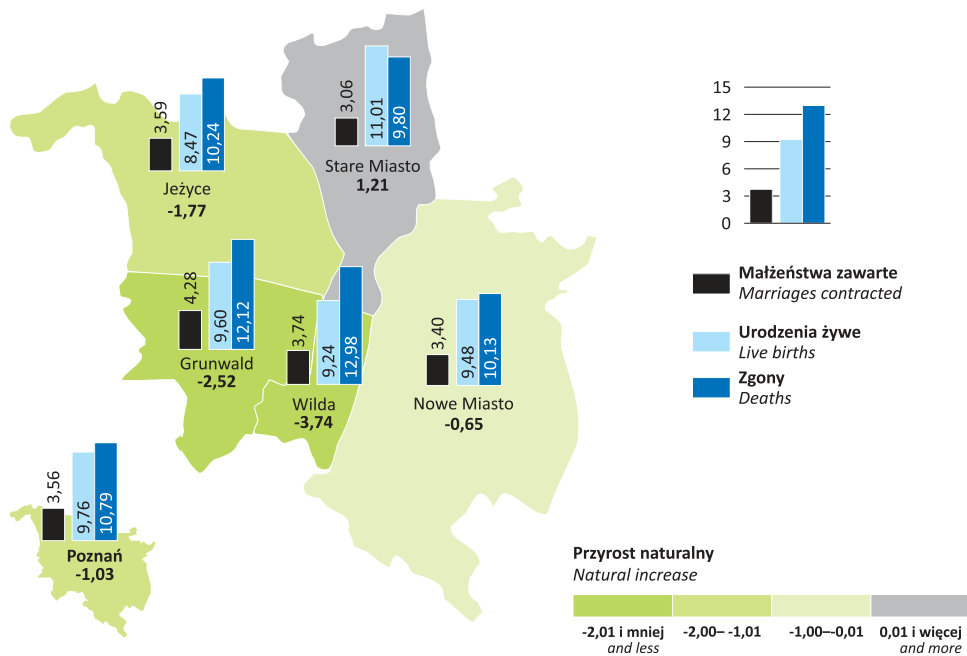 3,59
8,47
10,24
Jeżyce
-1,77
3,06
11,01
9,80
Stare Miasto
1,21
4,28
9,60
12,12
Grunwald
-2,52
3,74
9,24
12,98
Wilda
-3,74
3,40
9,48
10,13
Nowe Miasto
-0,65
3,56
9,76
10,79
Poznań
-1,03
15
12
9
6
3
0
Małżeństwa zawarte
Marriages contracted
Urodzenia żywe
Live births
Zgony
Deaths
Przyrost naturalny
Natural increase
-2,01 i mniej
and less
-2,00– -1,01
-1,00–-0,01
0,01 i więcej
and more